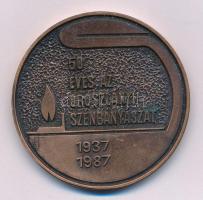 50
ÉVES AZ
OROSZLÁNYI
SZÉNBÁNYÁSZAT
1937
1987